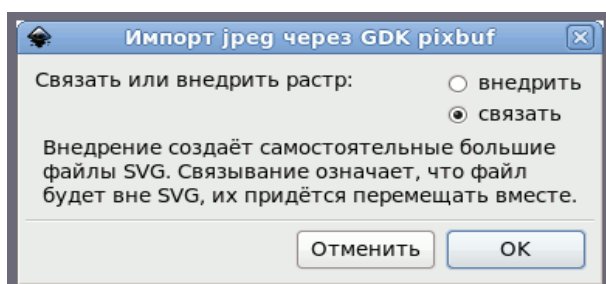 Импорт jpeg через GDK pixbuf
Связать или внедрить растр:
внедрить
связать
Внедрение создаёт самостоятельные большие
файлы SVG. Связывание означает, что файл
будет вне SVG, их придётся перемещать вместе.
Отменить
OK